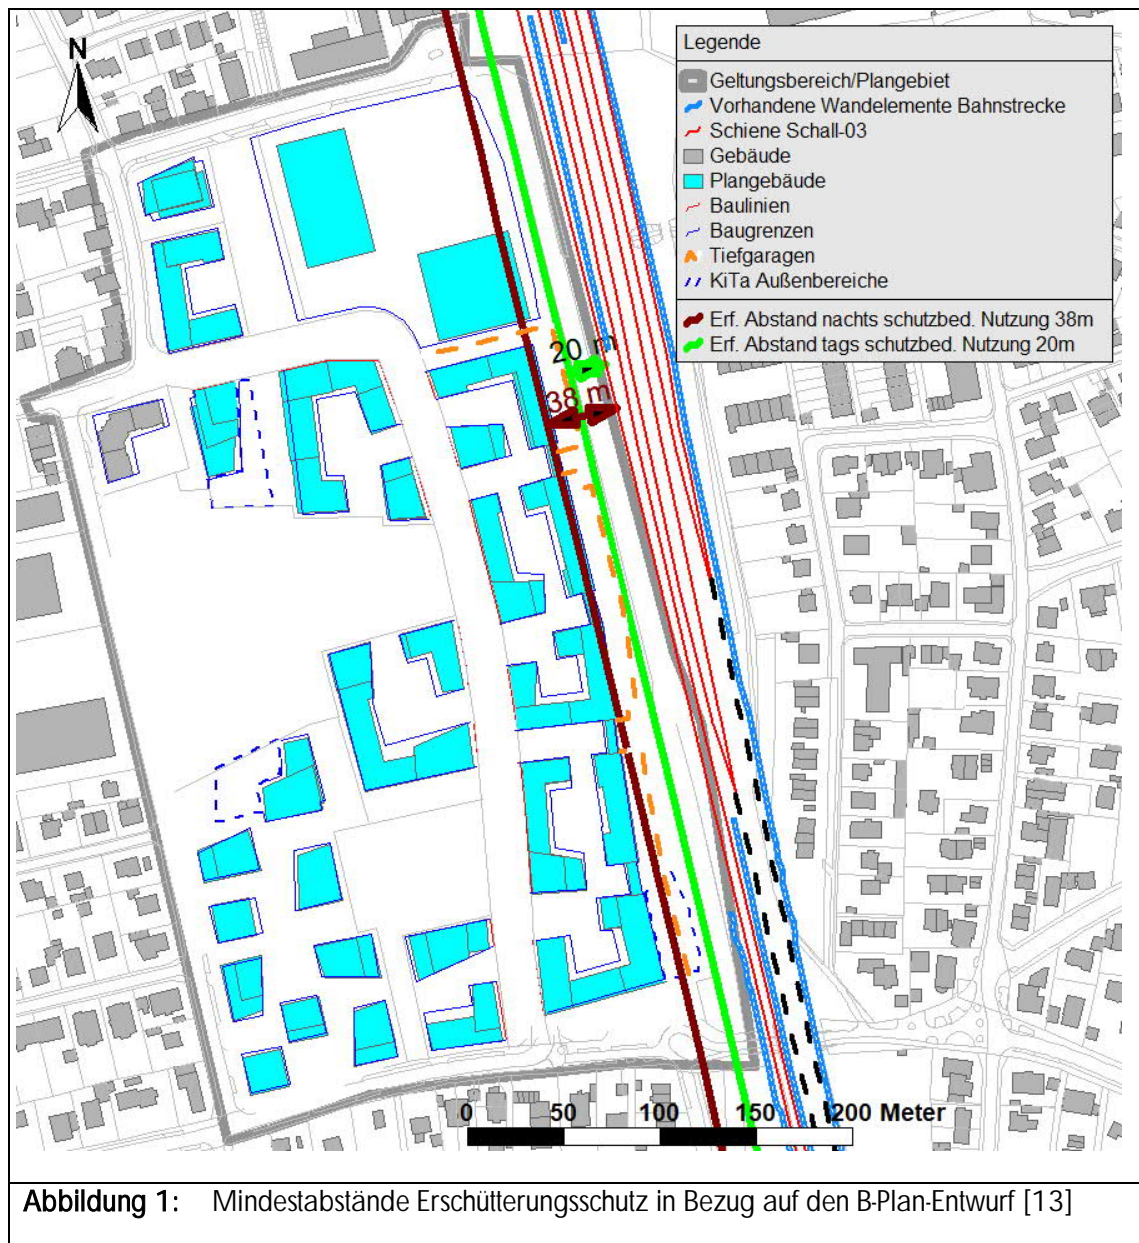 N
Legende
Geltungsbereich/Plangebiet
Vorhandene Wandelemente Bahnstrecke
Schiene Schall-03
Gebäude
Plangebäude
Baulinien
Baugrenzen
Tiefgaragen
KiTa Außenbereiche
Erf. Abstand nachts schutzbed. Nutzung 38m
Erf. Abstand tags schutzbed. Nutzung 20m
20 m
38 m
0 50 100 150 200 Meter
Abbildung 1: Mindestabstände Erschütterungsschutz in Bezug auf den B-Plan-Entwurf [13]